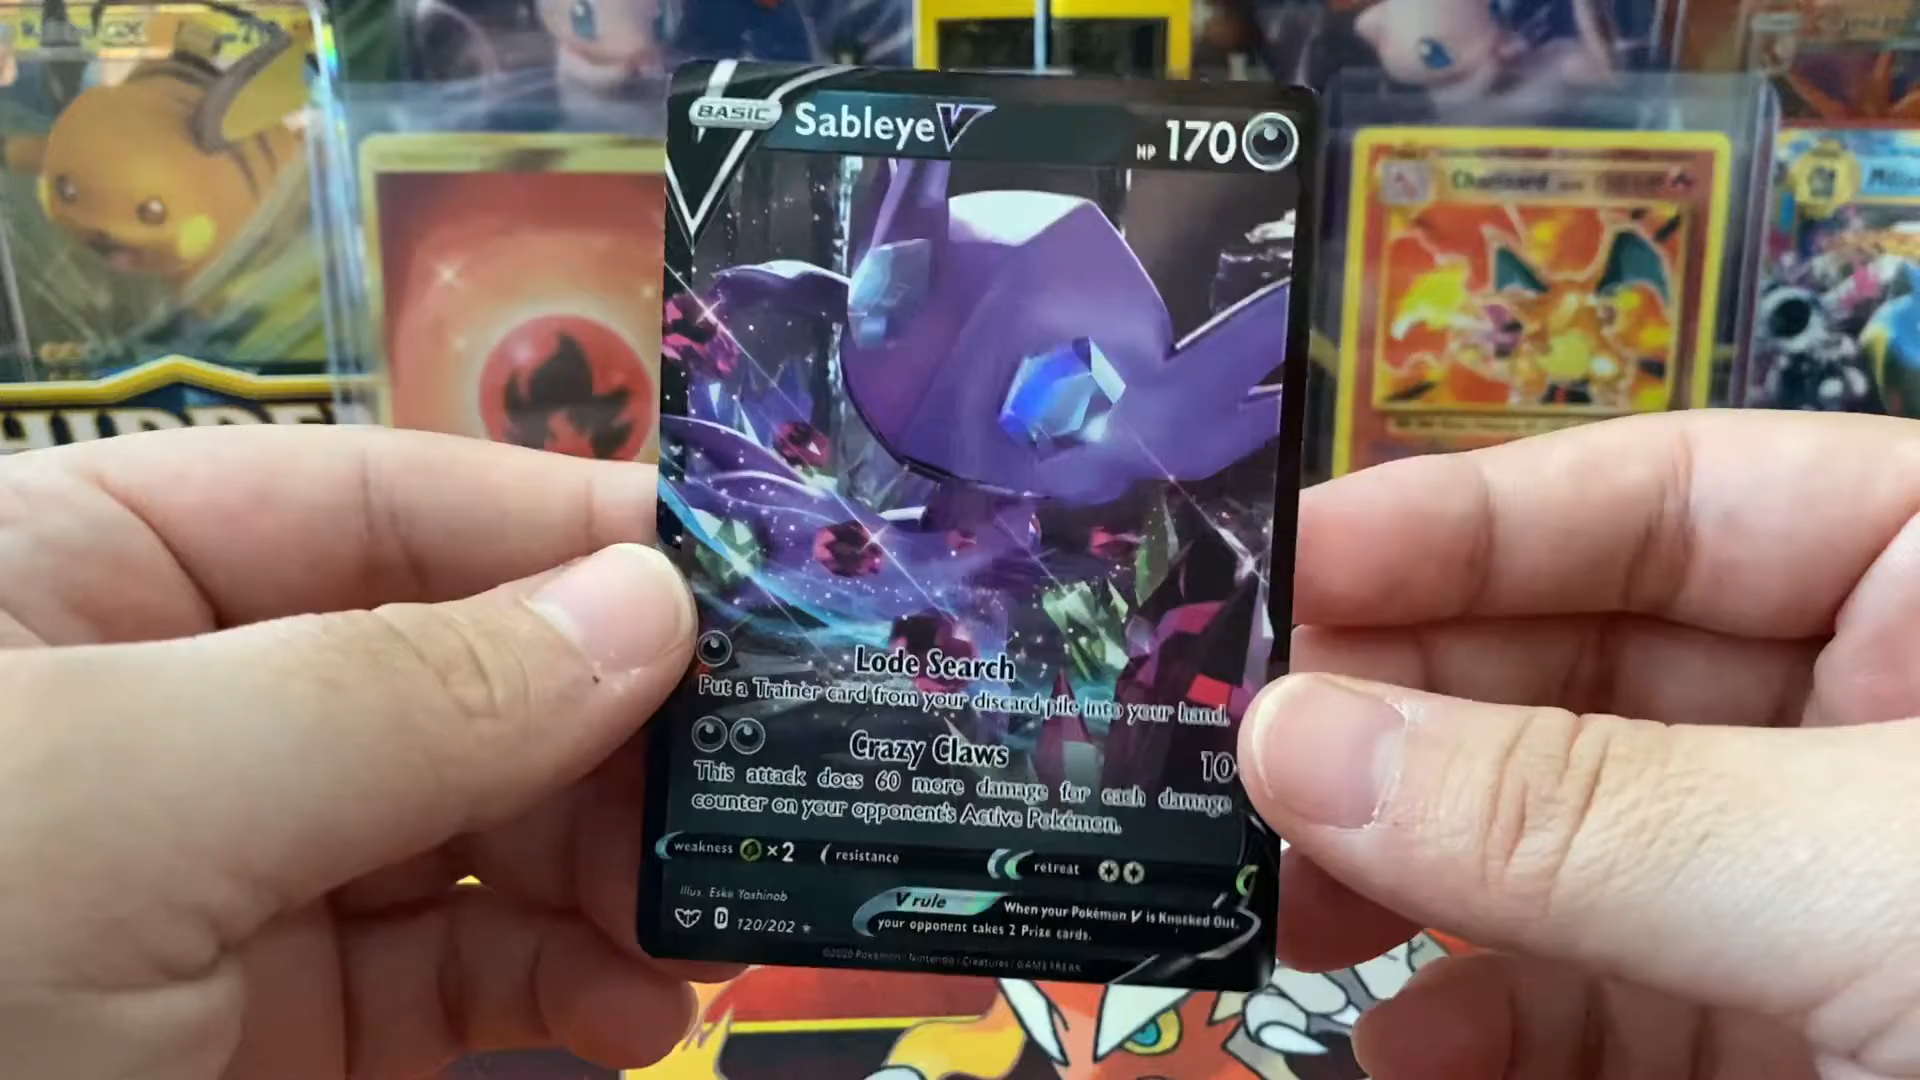 BASIC Sableye V HP 170
Lode Search
Put a Trainer card from your discard pile into your hand.
Crazy Claws 10
This attack does 60 more damage for each damage
counter on your opponent's Active Pokémon.
weakness ×2 resistance retreat
Illus. Eske Yoshinob
V rule When your Pokémon V is Knocked Out,
your opponent takes 2 Prize cards.
D 120/202
©2020 Pokémon / Nintendo / Creatures / GAME FREAK
Charizard